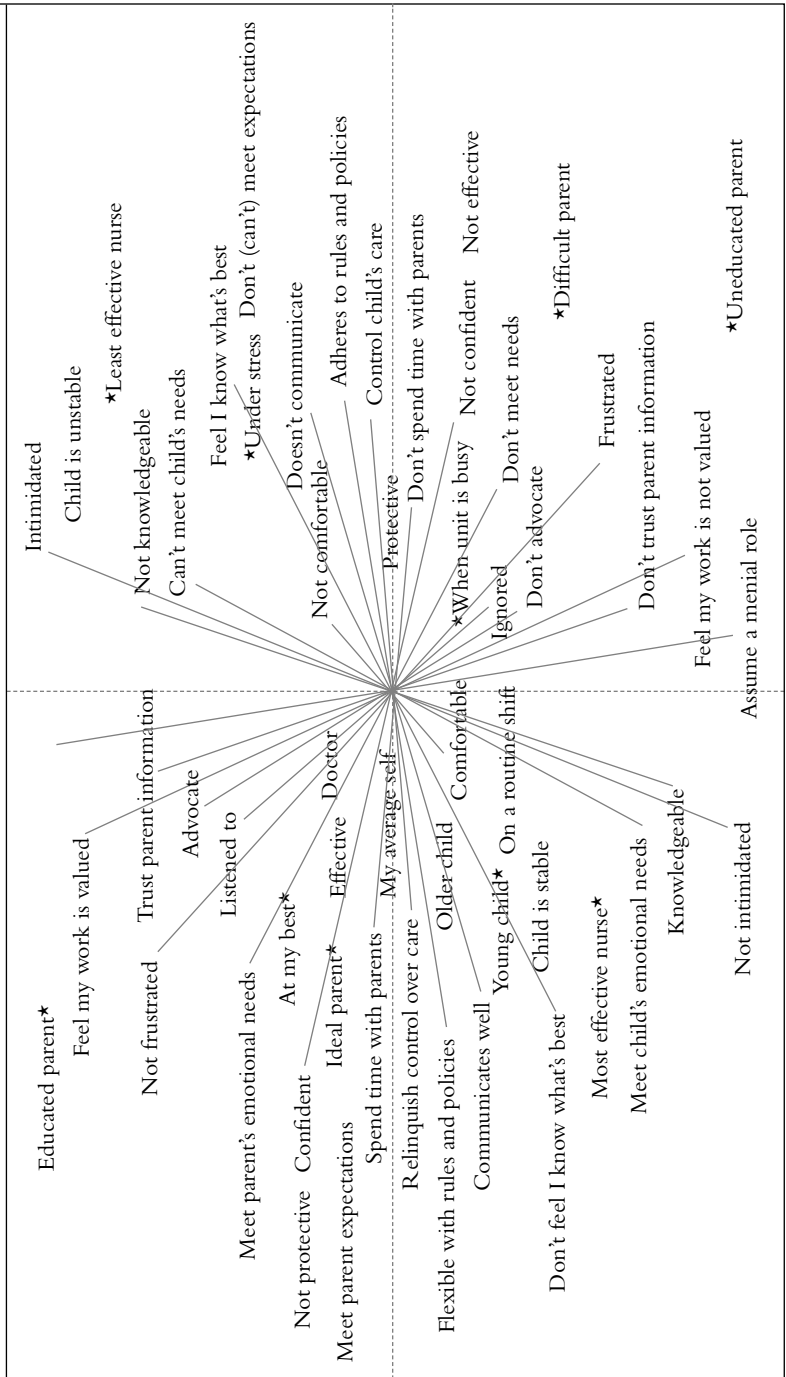 Intimidated
Child is unstable
★Least effective nurse
Not knowledgeable
Can't meet child's needs
Feel I know what's best
★Under stress
Don't (can't) meet expectations
Doesn't communicate
Not comfortable
Adheres to rules and policies
Control child's care
Protective
Don't spend time with parents
★When unit is busy
Not confident
Not effective
Ignored
Don't meet needs
Don't advocate
★Difficult parent
Frustrated
Don't trust parent information
Feel my work is not valued
★Uneducated parent
Assume a menial role
Educated parent★
Feel my work is valued
Trust parent information
Not frustrated
Advocate
Listened to
Meet parent's emotional needs
At my best★
Doctor
Not protective
Confident
Ideal parent★
Effective
Meet parent expectations
Spend time with parents
My average self
Relinquish control over care
Older child
Comfortable
Flexible with rules and policies
Communicates well
Young child★
On a routine shift
Child is stable
Don't feel I know what's best
Most effective nurse★
Meet child's emotional needs
Knowledgeable
Not intimidated